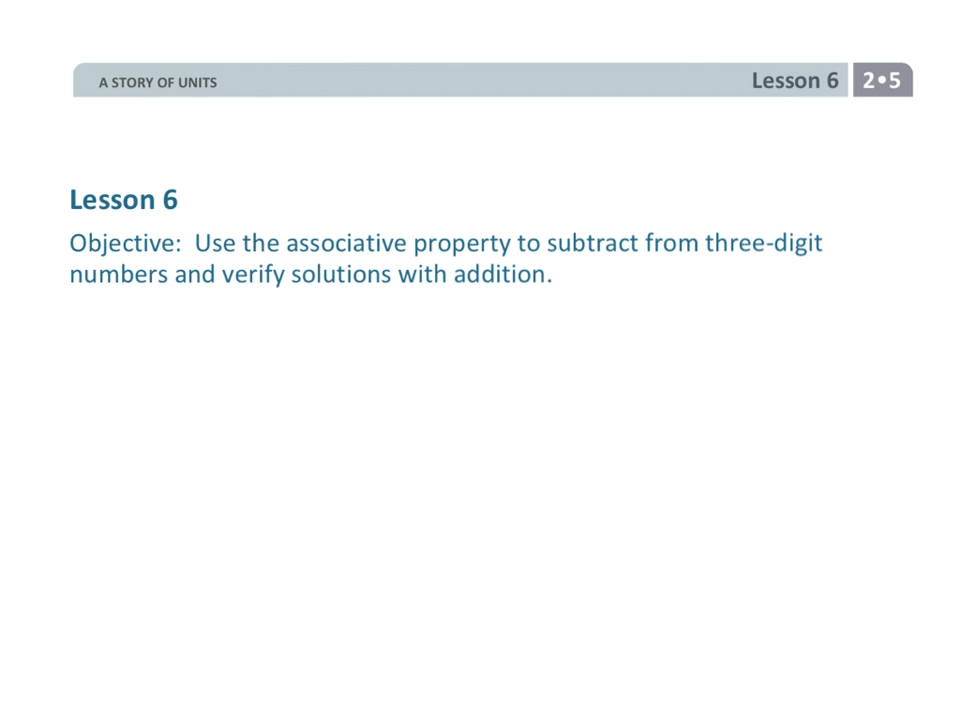 A STORY OF UNITS
Lesson 6
2•5
Lesson 6
Objective:  Use the associative property to subtract from three-digit
numbers and verify solutions with addition.